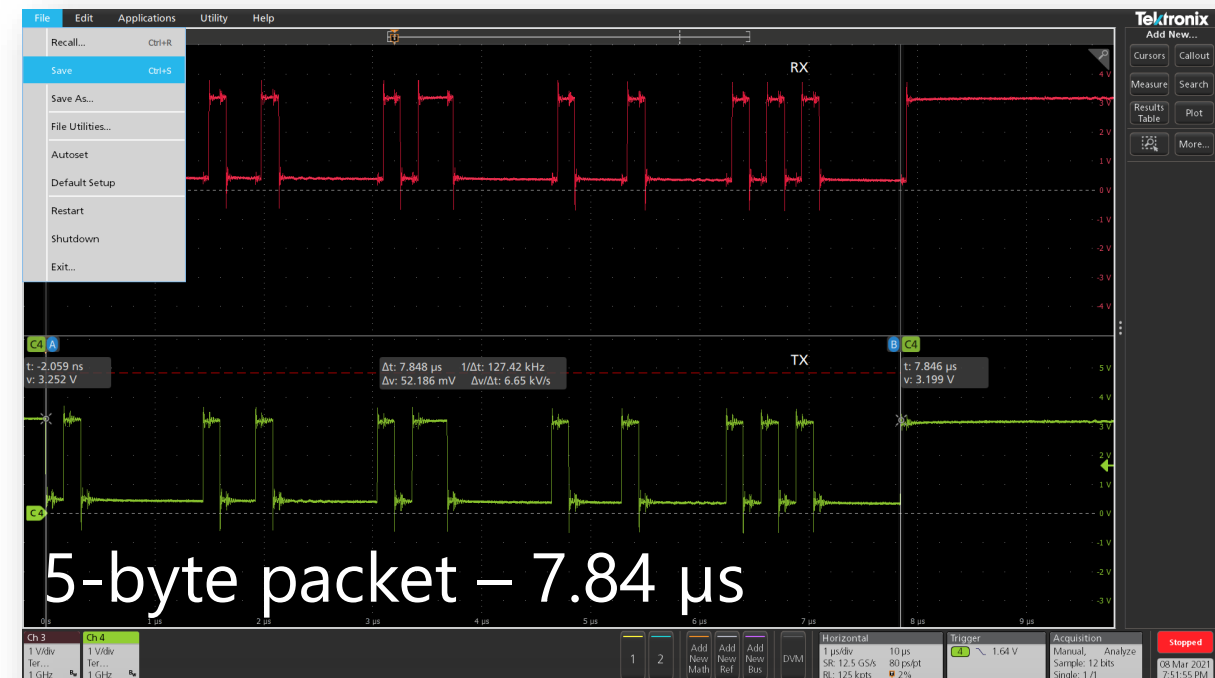 File Edit Applications Utility Help
Tektronix
Add New...
Recall... Ctrl+R
Save Ctrl+S
Save As...
File Utilities...
Autoset
Default Setup
Restart
Shutdown
Exit...
Cursors Callout
Measure Search
Results Table Plot
More...
T
RX
4 V
3 V
2 V
1 V
0 V
-1 V
-2 V
-3 V
-4 V
C4 A
B C4
t: -2.059 ns
v: 3.252 V
Δt: 7.848 µs 1/Δt: 127.42 kHz
Δv: 52.186 mV Δv/Δt: 6.65 kV/s
TX
t: 7.846 µs
v: 3.199 V
5 V
4 V
3 V
2 V
1 V
C4
0 V
-1 V
-2 V
-3 V
5-byte packet – 7.84 µs
0 s 1 µs 2 µs 3 µs 4 µs 5 µs 6 µs 7 µs 8 µs 9 µs
Ch 3
1 V/div
Ter...
1 GHz
Ch 4
1 V/div
Ter...
1 GHz
1 2
Add New Math
Add New Ref
Add New Bus
DVM
Horizontal
1 µs/div 10 µs
SR: 12.5 GS/s 80 ps/pt
RL: 125 kpts 2%
Trigger
4 1.64 V
Acquisition
Manual, Analyze
Sample: 12 bits
Single: 1/1
Stopped
08 Mar 2021
7:51:55 PM